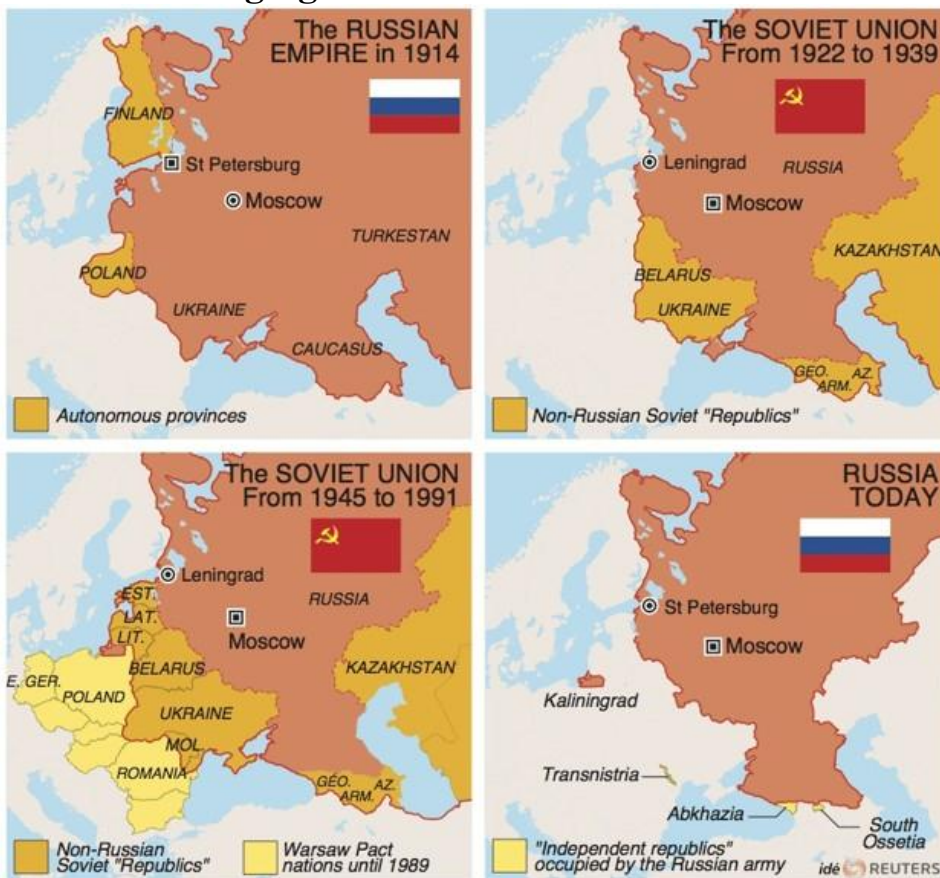 The RUSSIAN
EMPIRE in 1914
FINLAND
St Petersburg
Moscow
TURKESTAN
POLAND
UKRAINE
CAUCASUS
Autonomous provinces
The SOVIET UNION
From 1922 to 1939
Leningrad
RUSSIA
Moscow
KAZAKHSTAN
BELARUS
UKRAINE
GEO.
AZ.
ARM.
Non-Russian Soviet "Republics"
The SOVIET UNION
From 1945 to 1991
Leningrad
EST.
RUSSIA
LAT.
Moscow
LIT.
BELARUS
KAZAKHSTAN
E. GER.
POLAND
UKRAINE
MOL.
ROMANIA
GÉO.
AZ.
ARM.
Non-Russian
Soviet "Republics"
Warsaw Pact
nations until 1989
RUSSIA
TODAY
St Petersburg
Moscow
Kaliningrad
Transnistria
Abkhazia
South
Ossetia
"Independent republics"
occupied by the Russian army
idé REUTERS